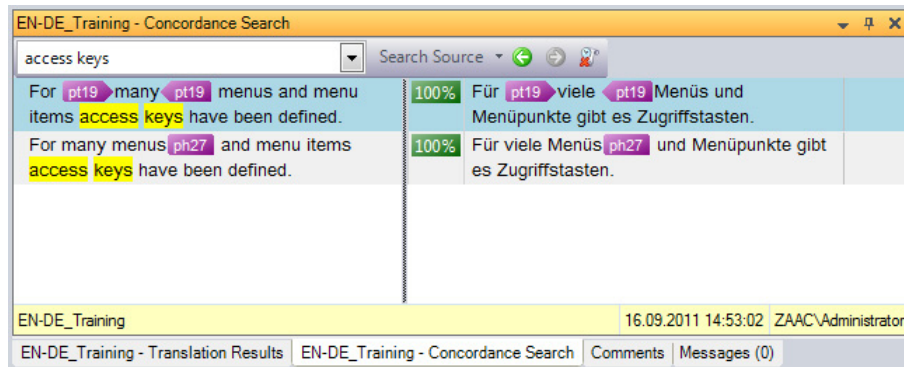 EN-DE_Training - Concordance Search
access keys
Search Source
For pt19 many pt19 menus and menu
items access keys have been defined.
100%
Für pt19 viele pt19 Menüs und
Menüpunkte gibt es Zugriffstasten.
For many menus ph27 and menu items
access keys have been defined.
100%
Für viele Menüs ph27 und Menüpunkte gibt
es Zugriffstasten.
EN-DE_Training
16.09.2011 14:53:02
ZAAC\Administrator
EN-DE_Training - Translation Results
EN-DE_Training - Concordance Search
Comments
Messages (0)